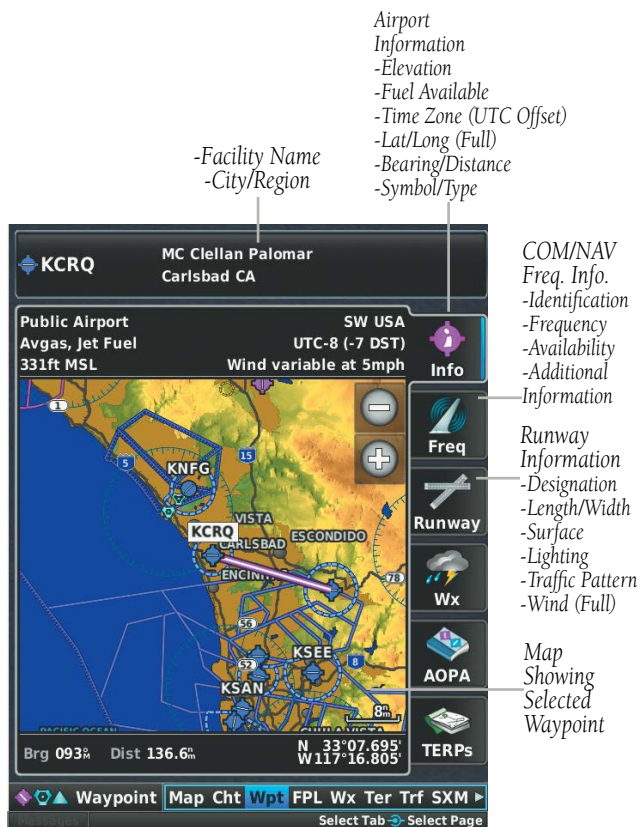 Airport
Information
-Elevation
-Fuel Available
-Time Zone (UTC Offset)
-Lat/Long (Full)
-Bearing/Distance
-Symbol/Type
-Facility Name
-City/Region
COM/NAV
Freq. Info.
-Identification
-Frequency
-Availability
-Additional
Information
Runway
Information
-Designation
-Length/Width
-Surface
-Lighting
-Traffic Pattern
-Wind (Full)
Map
Showing
Selected
Waypoint
KCRQ
MC Clellan Palomar
Carlsbad CA
Public Airport
SW USA
Avgas, Jet Fuel
UTC-8 (-7 DST)
331ft MSL
Wind variable at 5mph
Info
Freq
Runway
Wx
AOPA
TERPs
1
5
15
KNFG
VISTA
KCRQ
CARLSBAD
ESCONDIDO
78
56
52
KSEE
8
KSAN
8nm
PACIFIC OCEAN
Brg 093°M
Dist 136.6nm
N 33°07.695'
W117°16.805'
Waypoint
Map Cht Wpt FPL Wx Ter Trf SXM
Messages
Select Tab
Select Page